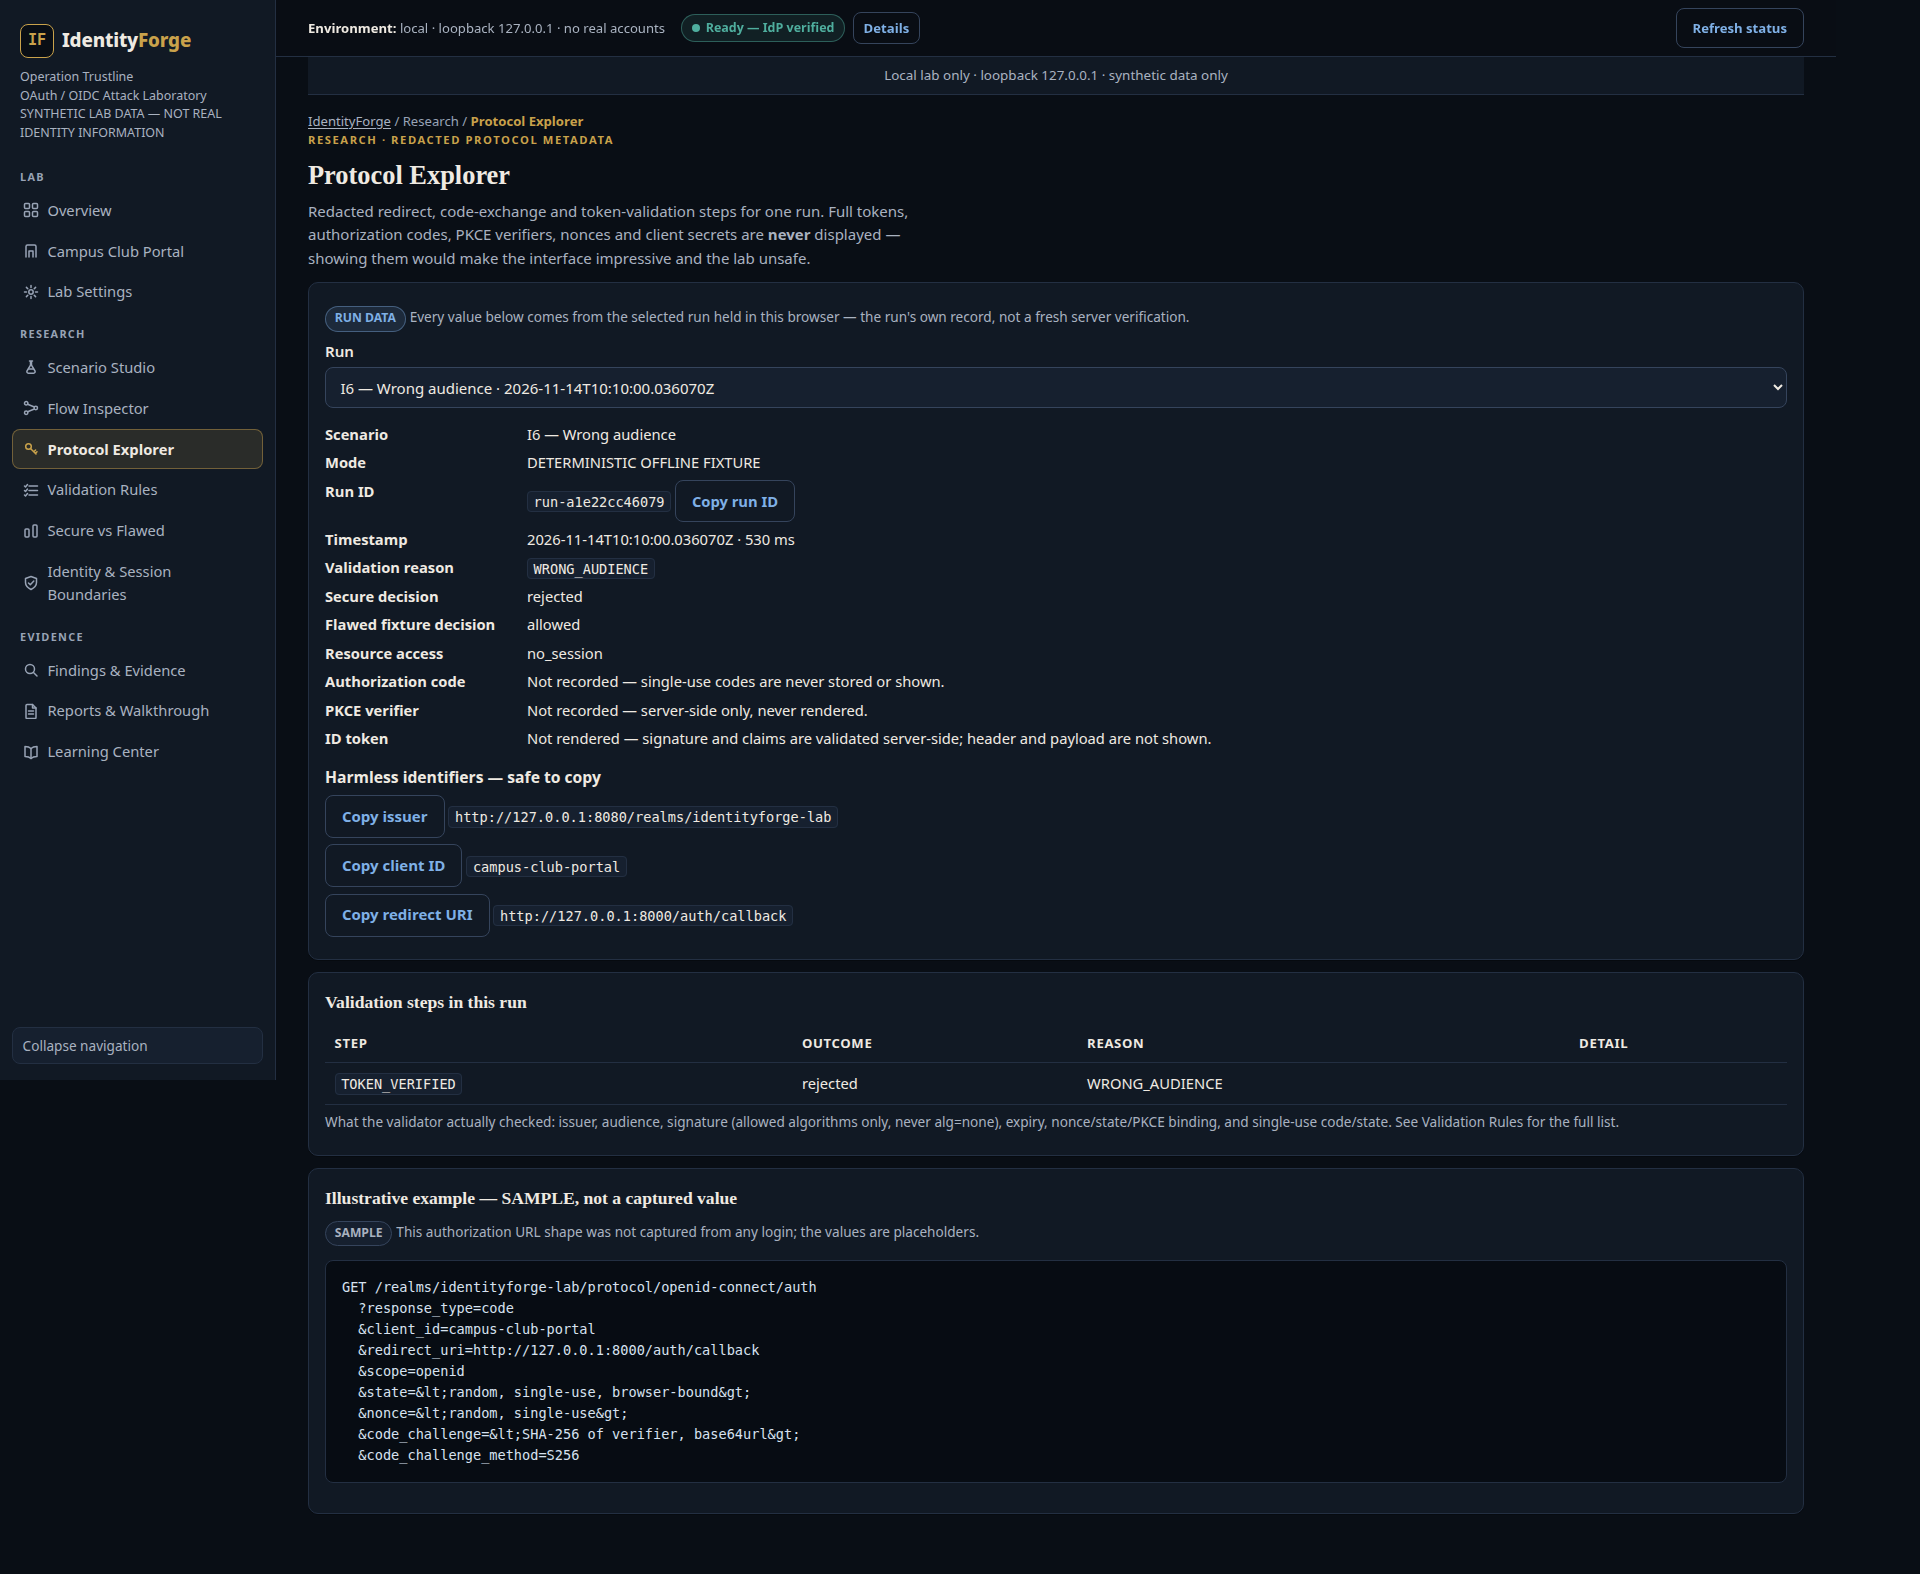 IF IdentityForge
Operation Trustline
OAuth / OIDC Attack Laboratory
SYNTHETIC LAB DATA — NOT REAL
IDENTITY INFORMATION
LAB
Overview
Campus Club Portal
Lab Settings
RESEARCH
Scenario Studio
Flow Inspector
Protocol Explorer
Validation Rules
Secure vs Flawed
Identity & Session
Boundaries
EVIDENCE
Findings & Evidence
Reports & Walkthrough
Learning Center
Collapse navigation
Environment: local · loopback 127.0.0.1 · no real accounts Ready — IdP verified Details Refresh status
Local lab only · loopback 127.0.0.1 · synthetic data only
IdentityForge / Research / Protocol Explorer
RESEARCH · REDACTED PROTOCOL METADATA
Protocol Explorer
Redacted redirect, code-exchange and token-validation steps for one run. Full tokens,
authorization codes, PKCE verifiers, nonces and client secrets are never displayed —
showing them would make the interface impressive and the lab unsafe.
RUN DATA Every value below comes from the selected run held in this browser — the run's own record, not a fresh server verification.
Run
I6 — Wrong audience · 2026-11-14T10:10:00.036070Z
Scenario I6 — Wrong audience
Mode DETERMINISTIC OFFLINE FIXTURE
Run ID run-a1e22cc46079 Copy run ID
Timestamp 2026-11-14T10:10:00.036070Z · 530 ms
Validation reason WRONG_AUDIENCE
Secure decision rejected
Flawed fixture decision allowed
Resource access no_session
Authorization code Not recorded — single-use codes are never stored or shown.
PKCE verifier Not recorded — server-side only, never rendered.
ID token Not rendered — signature and claims are validated server-side; header and payload are not shown.
Harmless identifiers — safe to copy
Copy issuer http://127.0.0.1:8080/realms/identityforge-lab
Copy client ID campus-club-portal
Copy redirect URI http://127.0.0.1:8000/auth/callback
Validation steps in this run
STEP OUTCOME REASON DETAIL
TOKEN_VERIFIED rejected WRONG_AUDIENCE
What the validator actually checked: issuer, audience, signature (allowed algorithms only, never alg=none), expiry, nonce/state/PKCE binding, and single-use code/state. See Validation Rules for the full list.
Illustrative example — SAMPLE, not a captured value
SAMPLE This authorization URL shape was not captured from any login; the values are placeholders.
GET /realms/identityforge-lab/protocol/openid-connect/auth
?response_type=code
&client_id=campus-club-portal
&redirect_uri=http://127.0.0.1:8000/auth/callback
&scope=openid
&state=&lt;random, single-use, browser-bound&gt;
&nonce=&lt;random, single-use&gt;
&code_challenge=&lt;SHA-256 of verifier, base64url&gt;
&code_challenge_method=S256